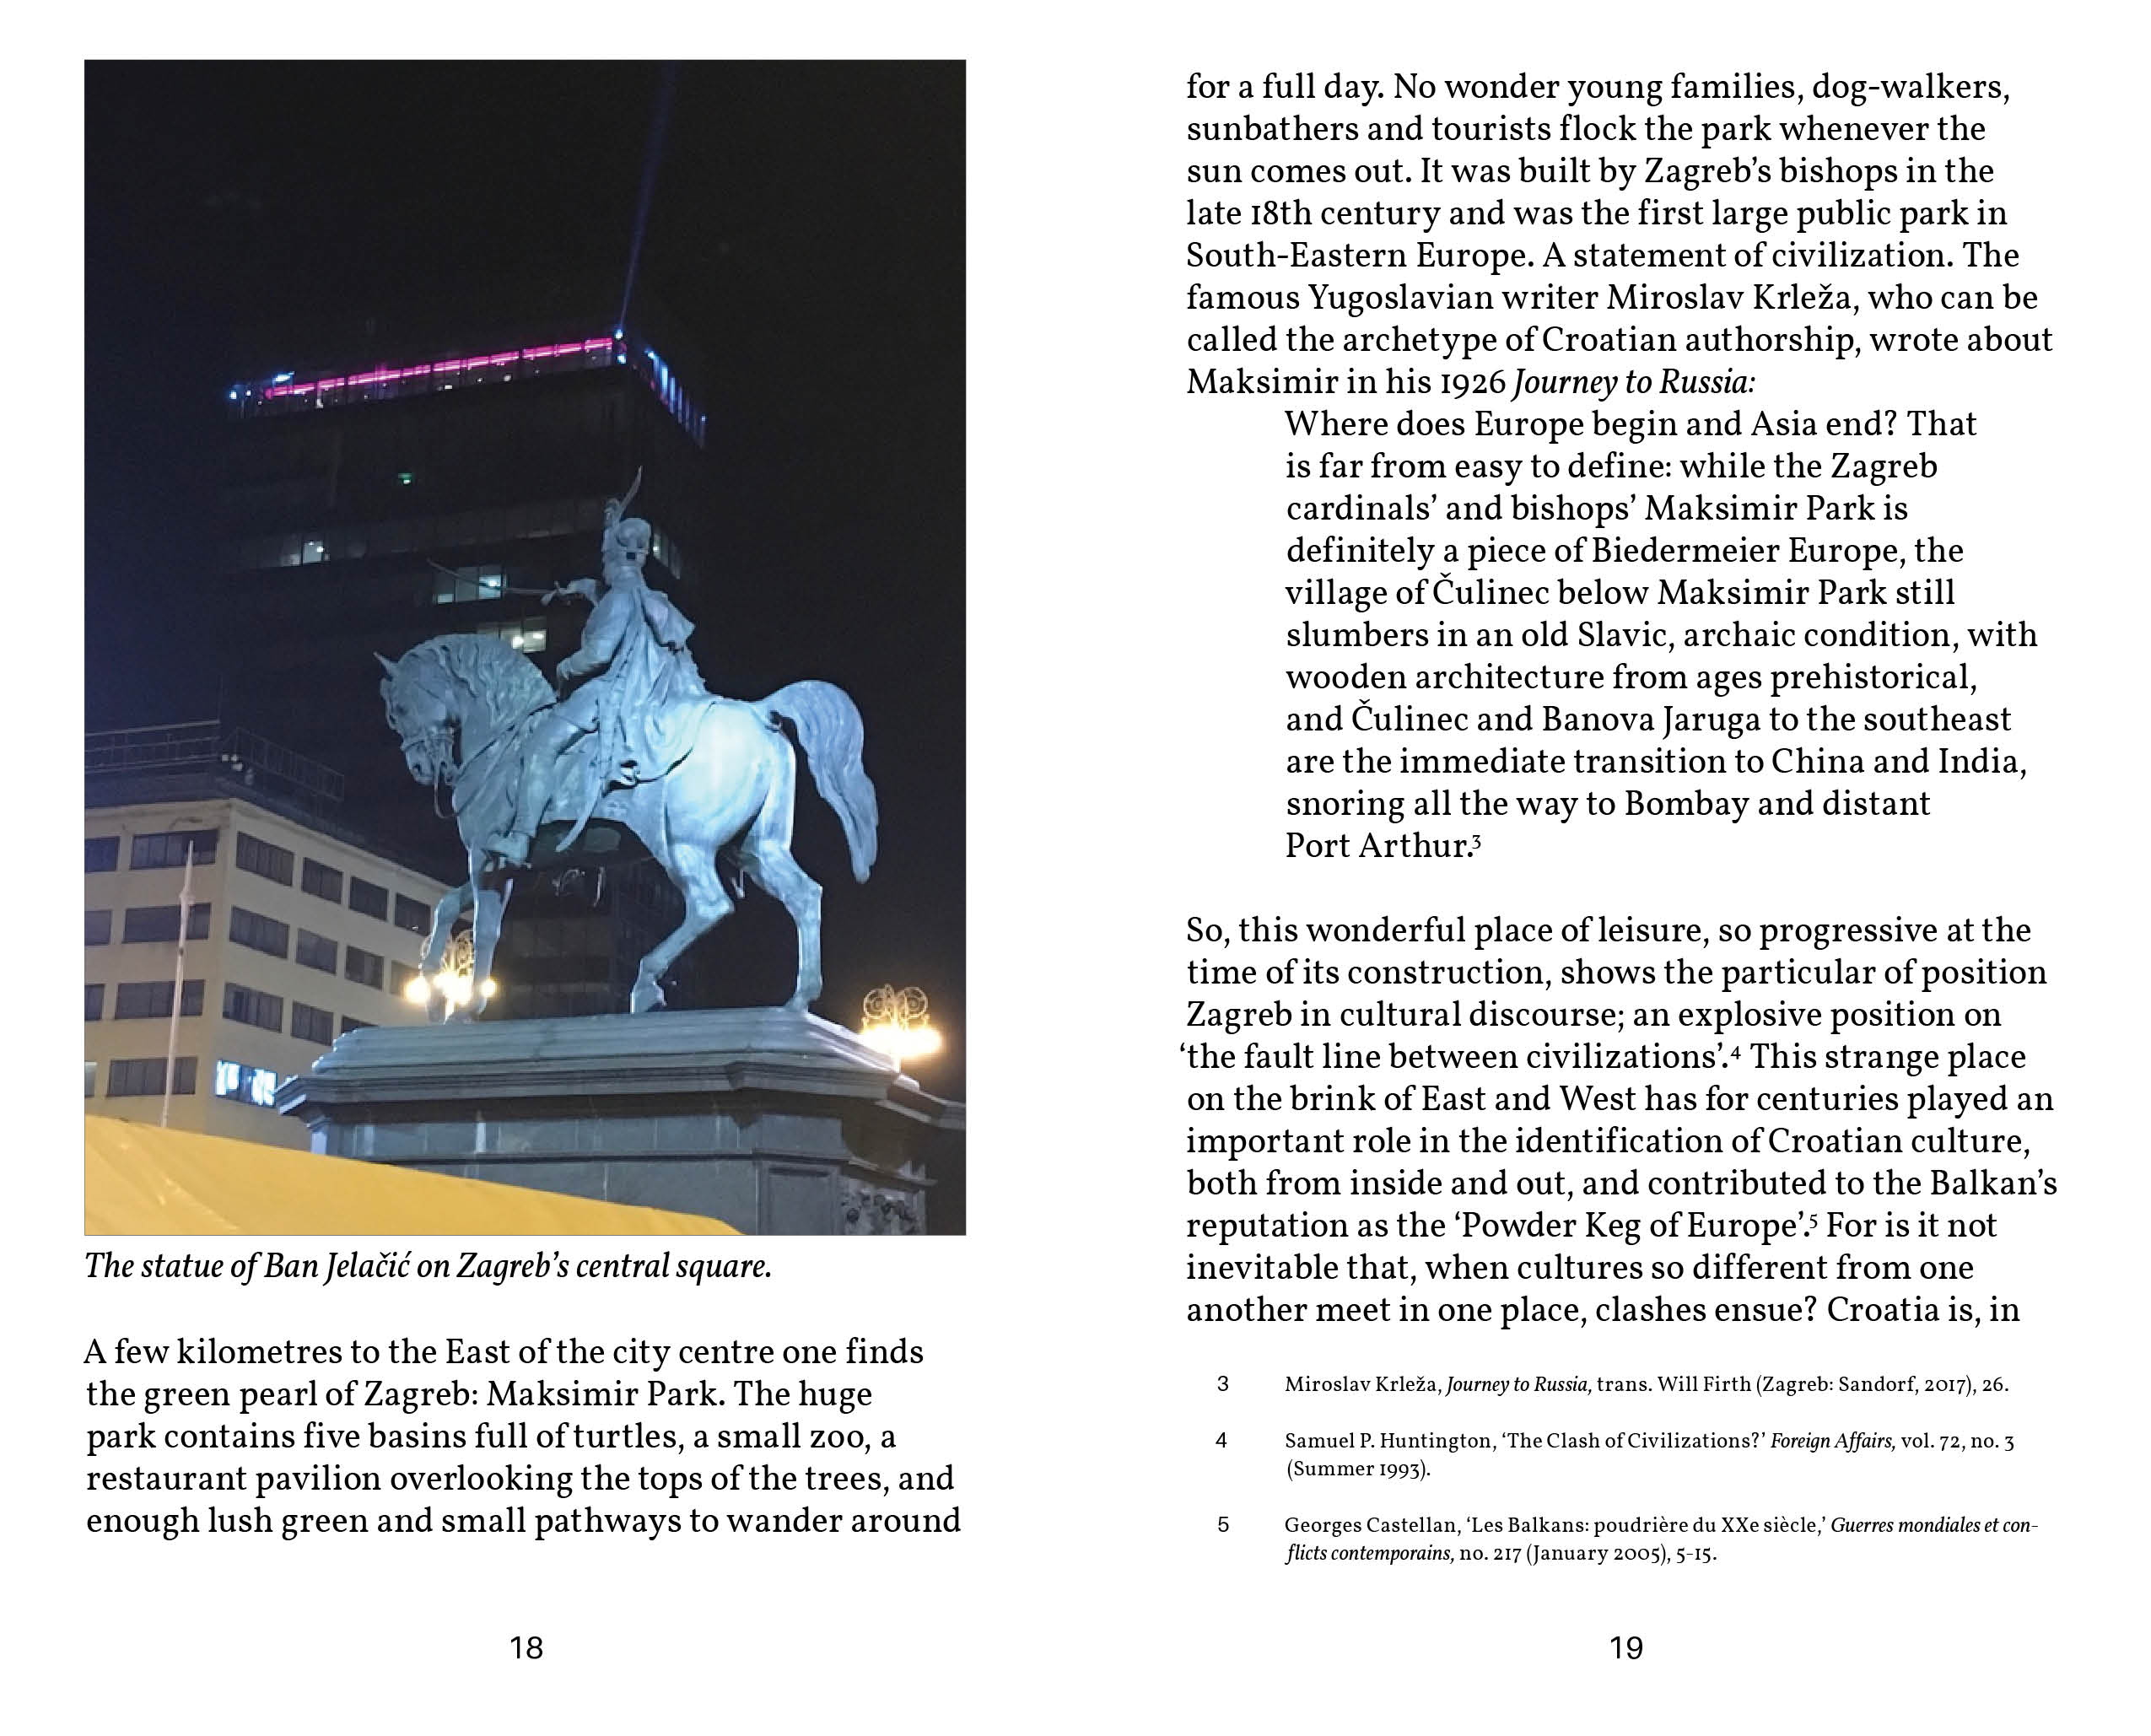 The statue of Ban Jelačić on Zagreb’s central square.
A few kilometres to the East of the city centre one finds
the green pearl of Zagreb: Maksimir Park. The huge
park contains five basins full of turtles, a small zoo, a
restaurant pavilion overlooking the tops of the trees, and
enough lush green and small pathways to wander around
18
for a full day. No wonder young families, dog-walkers,
sunbathers and tourists flock the park whenever the
sun comes out. It was built by Zagreb’s bishops in the
late 18th century and was the first large public park in
South-Eastern Europe. A statement of civilization. The
famous Yugoslavian writer Miroslav Krleža, who can be
called the archetype of Croatian authorship, wrote about
Maksimir in his 1926 Journey to Russia:
Where does Europe begin and Asia end? That
is far from easy to define: while the Zagreb
cardinals’ and bishops’ Maksimir Park is
definitely a piece of Biedermeier Europe, the
village of Čulinec below Maksimir Park still
slumbers in an old Slavic, archaic condition, with
wooden architecture from ages prehistorical,
and Čulinec and Banova Jaruga to the southeast
are the immediate transition to China and India,
snoring all the way to Bombay and distant
Port Arthur.³
So, this wonderful place of leisure, so progressive at the
time of its construction, shows the particular of position
Zagreb in cultural discourse; an explosive position on
‘the fault line between civilizations’.⁴ This strange place
on the brink of East and West has for centuries played an
important role in the identification of Croatian culture,
both from inside and out, and contributed to the Balkan’s
reputation as the ‘Powder Keg of Europe’.⁵ For is it not
inevitable that, when cultures so different from one
another meet in one place, clashes ensue? Croatia is, in
3 Miroslav Krleža, Journey to Russia, trans. Will Firth (Zagreb: Sandorf, 2017), 26.
4 Samuel P. Huntington, ‘The Clash of Civilizations?’ Foreign Affairs, vol. 72, no. 3
(Summer 1993).
5 Georges Castellan, ‘Les Balkans: poudrière du XXe siècle,’ Guerres mondiales et con-
flicts contemporains, no. 217 (January 2005), 5-15.
19